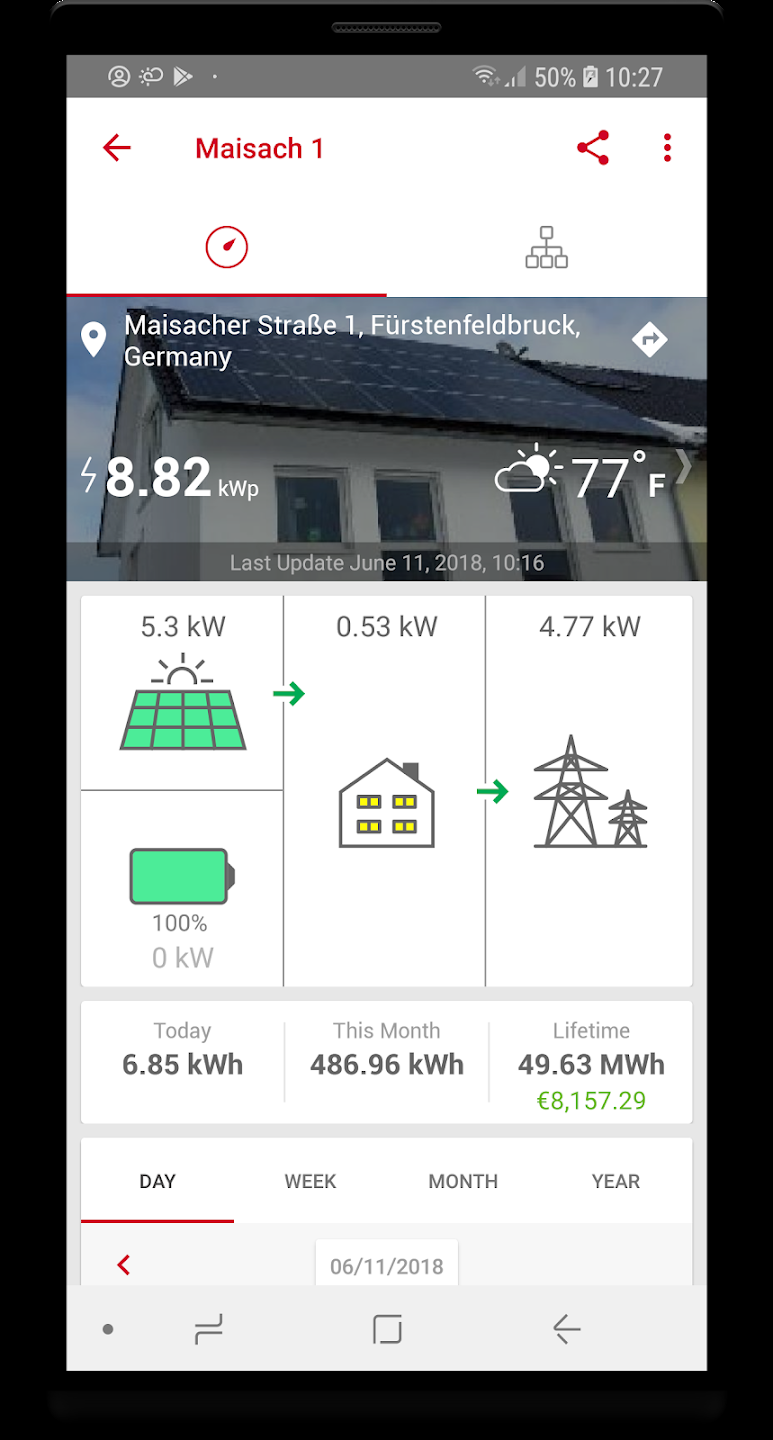 50% 10:27
Maisach 1
Maisacher Straße 1, Fürstenfeldbruck,
Germany
8.82 kWp
77°F
Last Update June 11, 2018, 10:16
5.3 kW
0.53 kW
4.77 kW
100%
0 kW
Today
This Month
Lifetime
6.85 kWh
486.96 kWh
49.63 MWh
€8,157.29
DAY
WEEK
MONTH
YEAR
06/11/2018